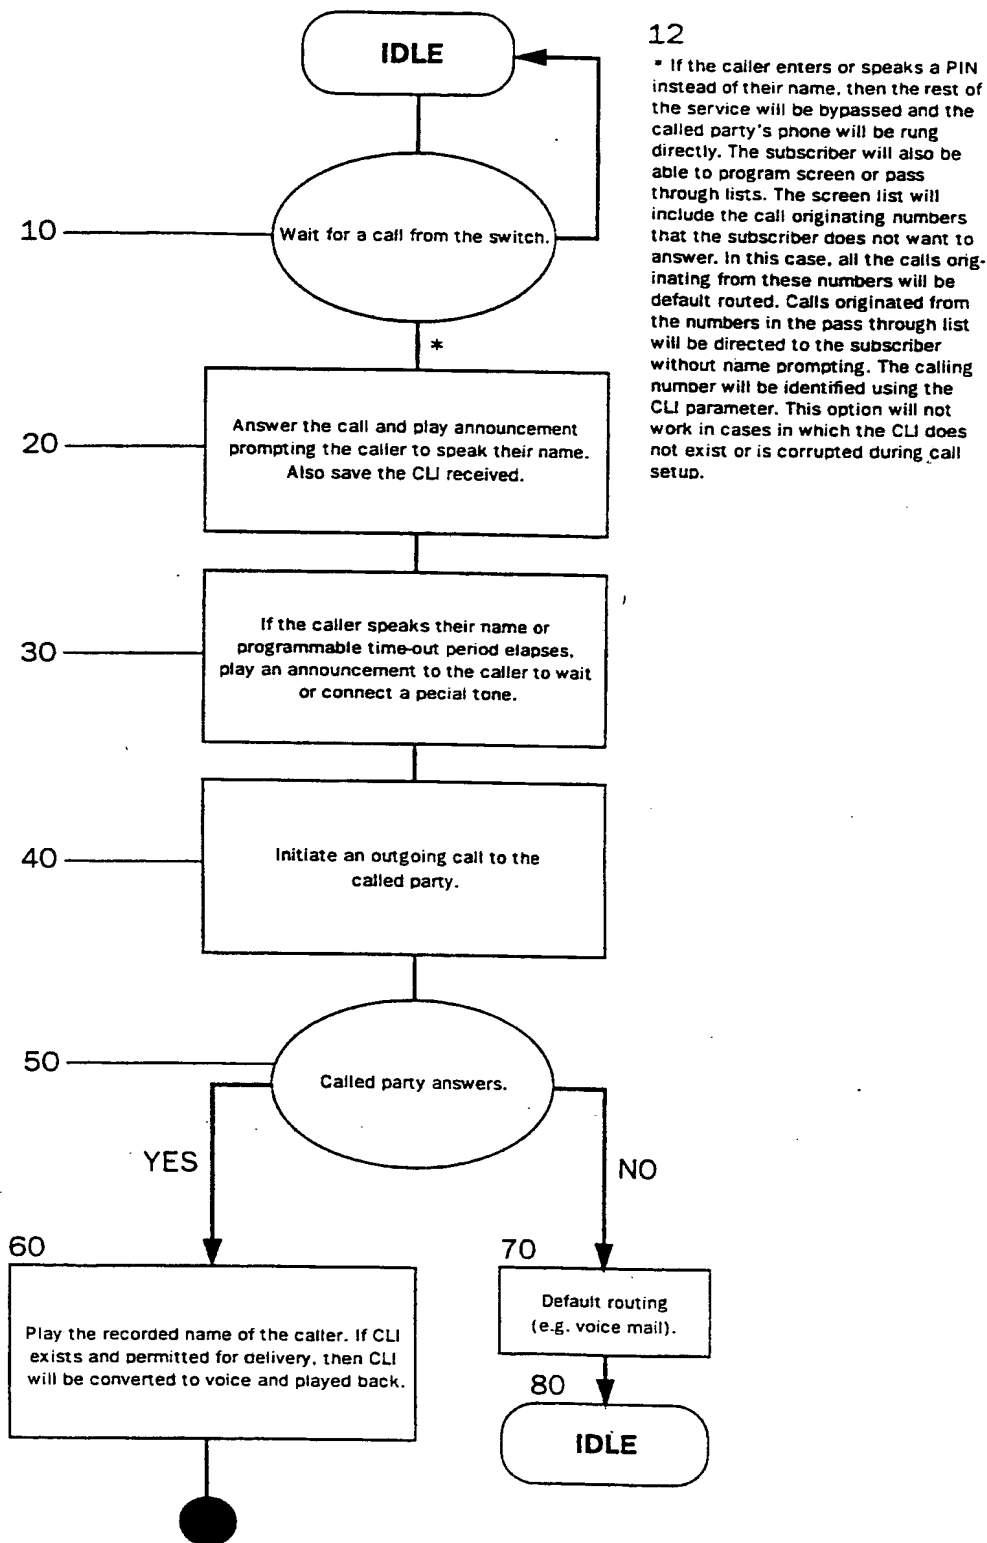 IDLE
12
* If the caller enters or speaks a PIN
instead of their name, then the rest of
the service will be bypassed and the
called party's phone will be rung
directly. The subscriber will also be
able to program screen or pass
through lists. The screen list will
include the call originating numbers
that the subscriber does not want to
answer. In this case, all the calls orig-
inating from these numbers will be
default routed. Calls originated from
the numbers in the pass through list
will be directed to the subscriber
without name prompting. The calling
number will be identified using the
CLI parameter. This option will not
work in cases in which the CLI does
not exist or is corrupted during call
setup.
10
Wait for a call from the switch.
*
20
Answer the call and play announcement
prompting the caller to speak their name.
Also save the CLI received.
30
If the caller speaks their name or
programmable time-out period elapses,
play an announcement to the caller to wait
or connect a pecial tone.
40
Initiate an outgoing call to the
called party.
50
Called party answers.
YES
NO
60
Play the recorded name of the caller. If CLI
exists and permitted for delivery, then CLI
will be converted to voice and played back.
70
Default routing
(e.g. voice mail).
80
IDLE